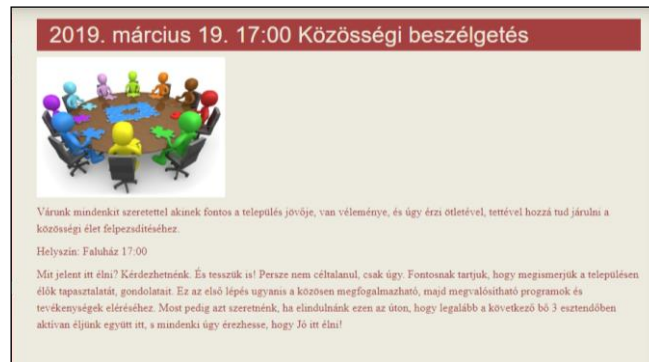 2019. március 19. 17:00 Közösségi beszélgetés
Várunk mindenkit szeretettel akinek fontos a település jövője, van véleménye, és úgy érzi ötletével, tettével hozzá tud járulni a
közösségi élet felpezsdítéséhez.
Helyszín: Faluház 17:00
Mit jelent itt élni? Kérdezhetnénk. És tesszük is! Persze nem céltalanul, csak úgy. Fontosnak tartjuk, hogy megismerjük a településen
élők tapasztalatát, gondolatait. Ez az első lépés ugyanis a közösen megfogalmazható, majd megvalósítható programok és
tevékenységek eléréséhez. Most pedig azt szeretnénk, ha elindulnánk ezen az úton, hogy legalább a következő bő 3 esztendőben
aktívan éljünk együtt itt, s mindenki úgy érezhesse, hogy Jó itt élni!